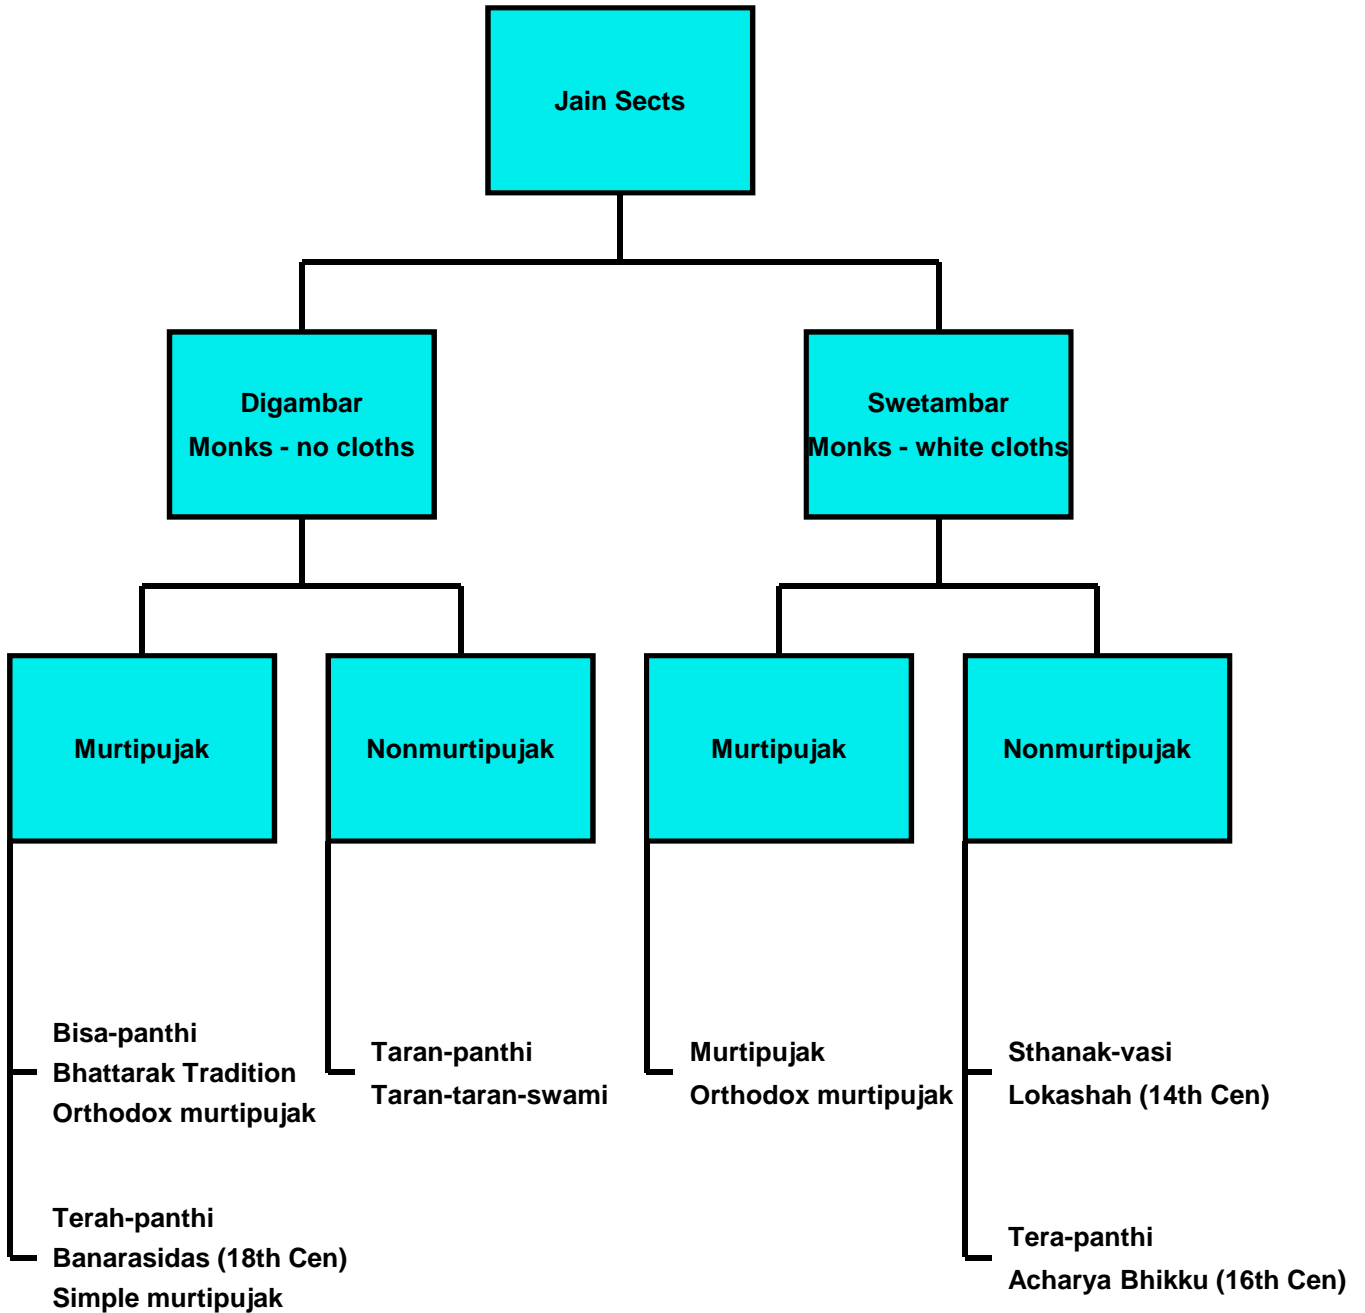 Jain Sects
Digambar
Monks - no cloths
Swetambar
Monks - white cloths
Murtipujak
Nonmurtipujak
Murtipujak
Nonmurtipujak
Bisa-panthi
Bhattarak Tradition
Orthodox murtipujak
Terah-panthi
Banarasidas (18th Cen)
Simple murtipujak
Taran-panthi
Taran-taran-swami
Murtipujak
Orthodox murtipujak
Sthanak-vasi
Lokashah (14th Cen)
Tera-panthi
Acharya Bhikku (16th Cen)